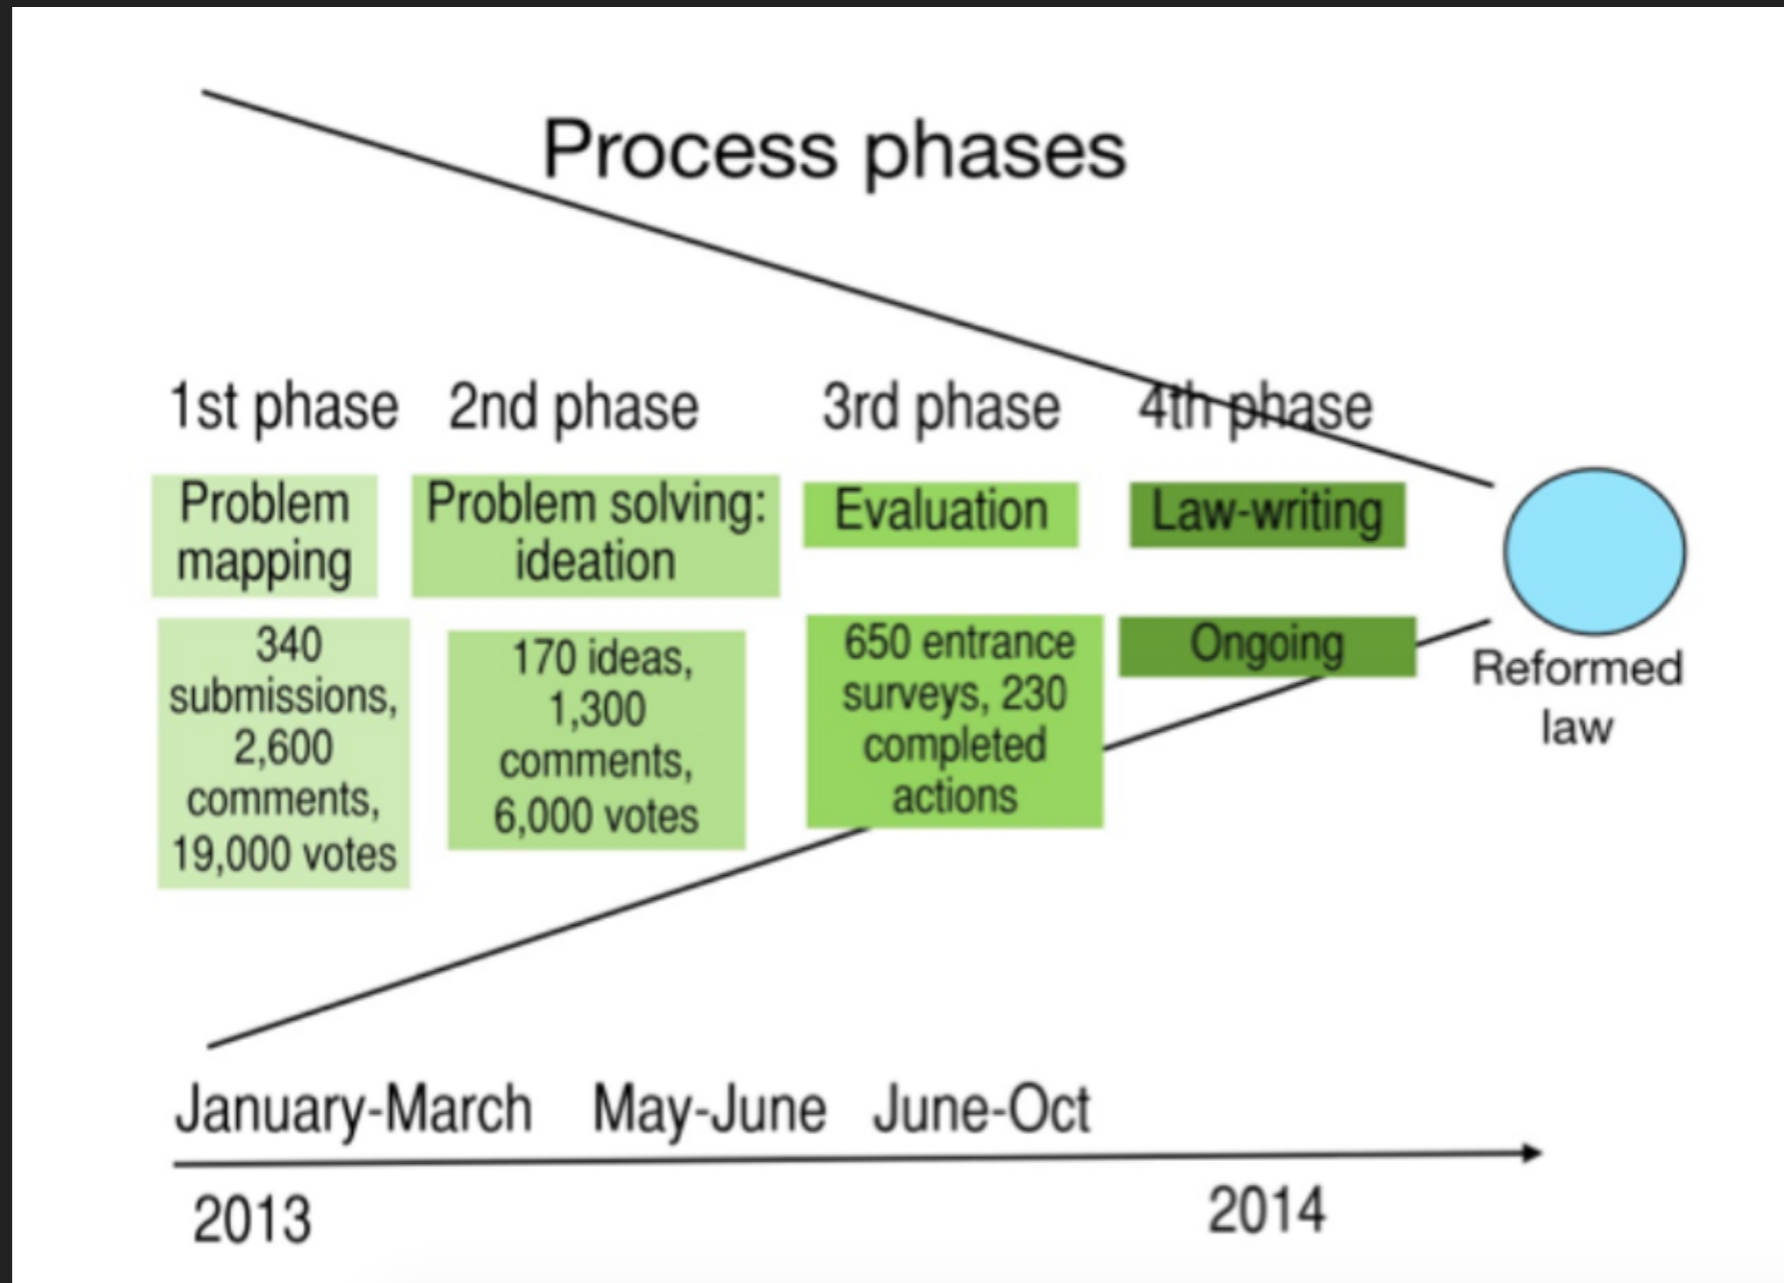 Process phases
1st phase
2nd phase
3rd phase
4th phase
Problem
mapping
Problem solving:
ideation
Evaluation
Law-writing
340
submissions,
2,600
comments,
19,000 votes
170 ideas,
1,300
comments,
6,000 votes
650 entrance
surveys, 230
completed
actions
Ongoing
Reformed
law
January-March
May-June
June-Oct
2013
2014